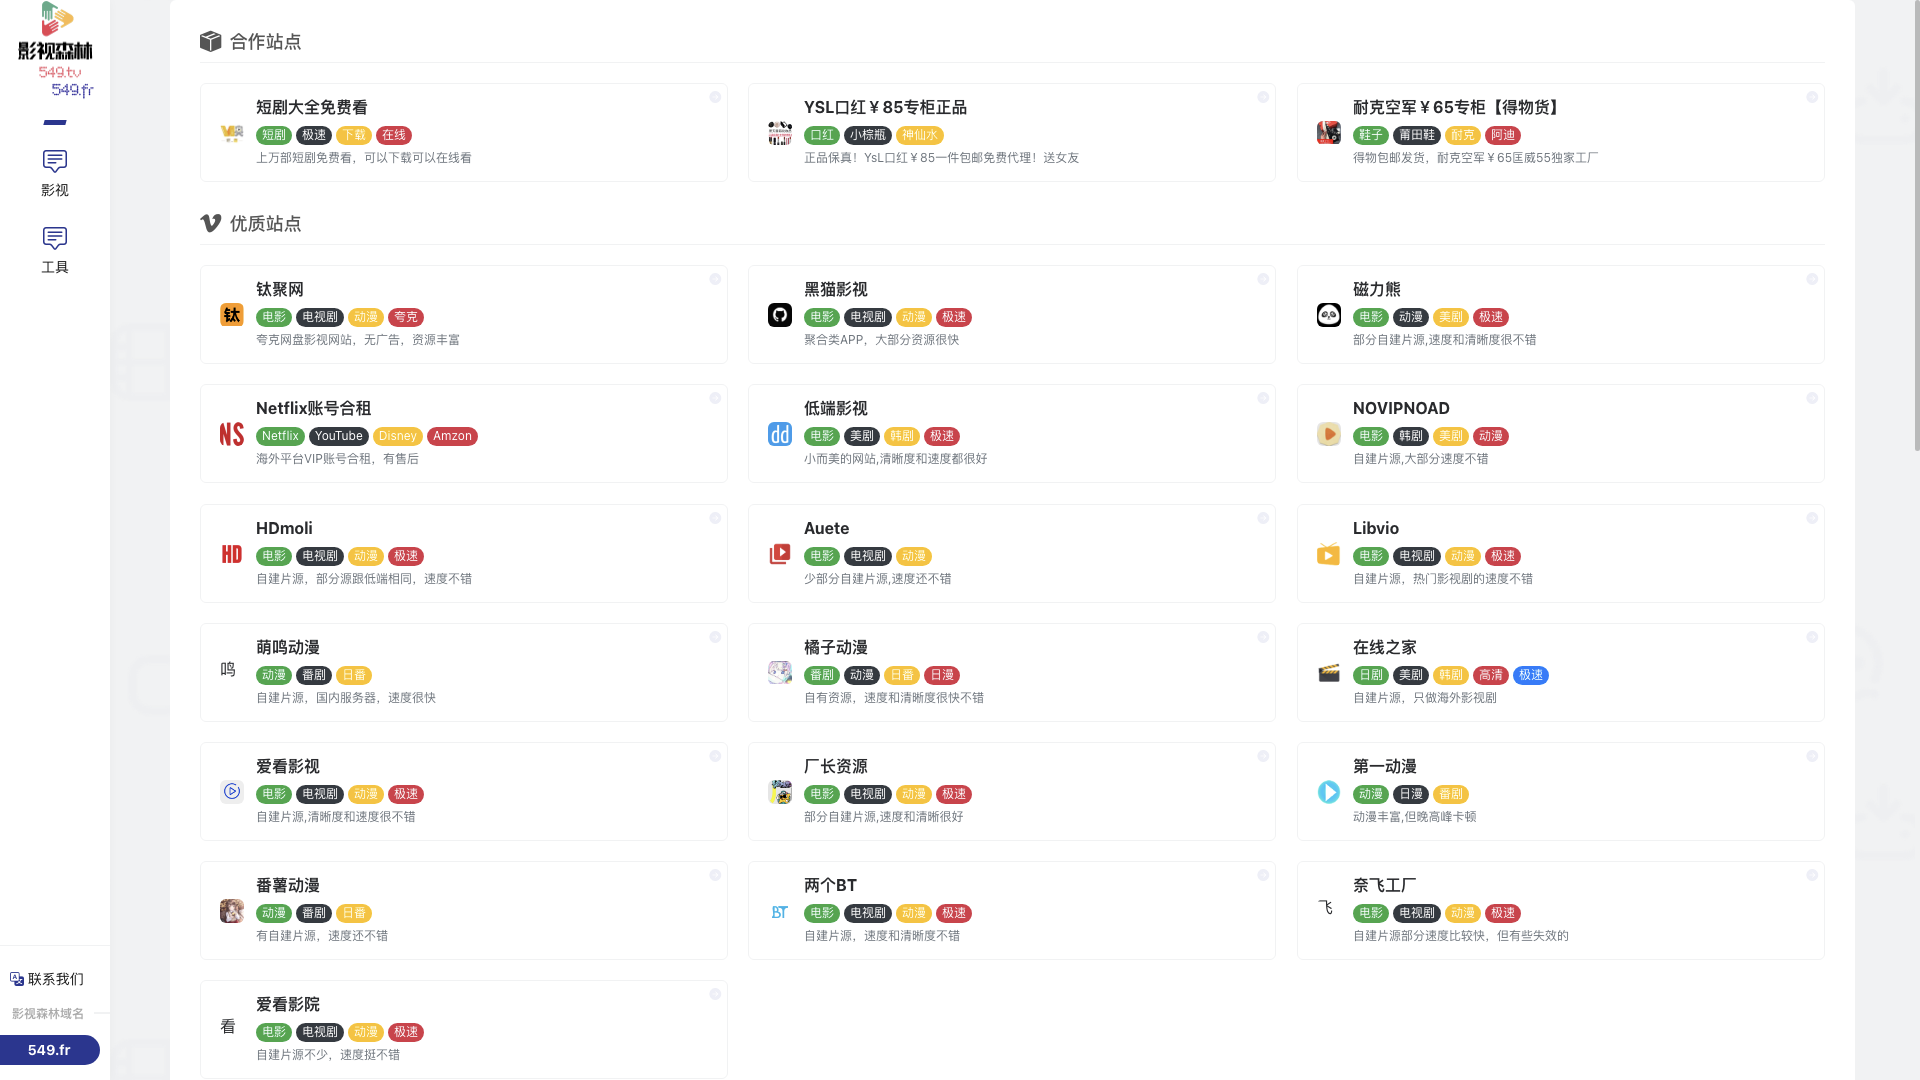 影视森林
549.tv
549.fr
影视
工具
联系我们
影视森林域名
549.fr
合作站点
短剧大全免费看
短剧 极速 下载 在线
上万部短剧免费看，可以下载可以在线看
YSL口红￥85专柜正品
口红 小棕瓶 神仙水
正品保真！YsL口红￥85一件包邮免费代理！送女友
耐克空军￥65专柜【得物货】
鞋子 莆田鞋 耐克 阿迪
得物包邮发货，耐克空军￥65匡威55独家工厂
优质站点
钛
钛聚网
电影 电视剧 动漫 夸克
夸克网盘影视网站，无广告，资源丰富
黑猫影视
电影 电视剧 动漫 极速
聚合类APP，大部分资源很快
磁力熊
电影 动漫 美剧 极速
部分自建片源,速度和清晰度很不错
NS
Netflix账号合租
Netflix YouTube Disney Amzon
海外平台VIP账号合租，有售后
dd
低端影视
电影 美剧 韩剧 极速
小而美的网站,清晰度和速度都很好
NOVIPNOAD
电影 韩剧 美剧 动漫
自建片源,大部分速度不错
HD
HDmoli
电影 电视剧 动漫 极速
自建片源，部分源跟低端相同，速度不错
Auete
电影 电视剧 动漫
少部分自建片源,速度还不错
Libvio
电影 电视剧 动漫 极速
自建片源，热门影视剧的速度不错
鸣
萌鸣动漫
动漫 番剧 日番
自建片源，国内服务器，速度很快
橘子动漫
番剧 动漫 日番 日漫
自有资源，速度和清晰度很快不错
在线之家
日剧 美剧 韩剧 高清 极速
自建片源，只做海外影视剧
爱看影视
电影 电视剧 动漫 极速
自建片源,清晰度和速度很不错
厂长资源
电影 电视剧 动漫 极速
部分自建片源,速度和清晰很好
第一动漫
动漫 日漫 番剧
动漫丰富,但晚高峰卡顿
番薯动漫
动漫 番剧 日番
有自建片源，速度还不错
BT
两个BT
电影 电视剧 动漫 极速
自建片源，速度和清晰度不错
飞
奈飞工厂
电影 电视剧 动漫 极速
自建片源部分速度比较快，但有些失效的
看
爱看影院
电影 电视剧 动漫 极速
自建片源不少，速度挺不错